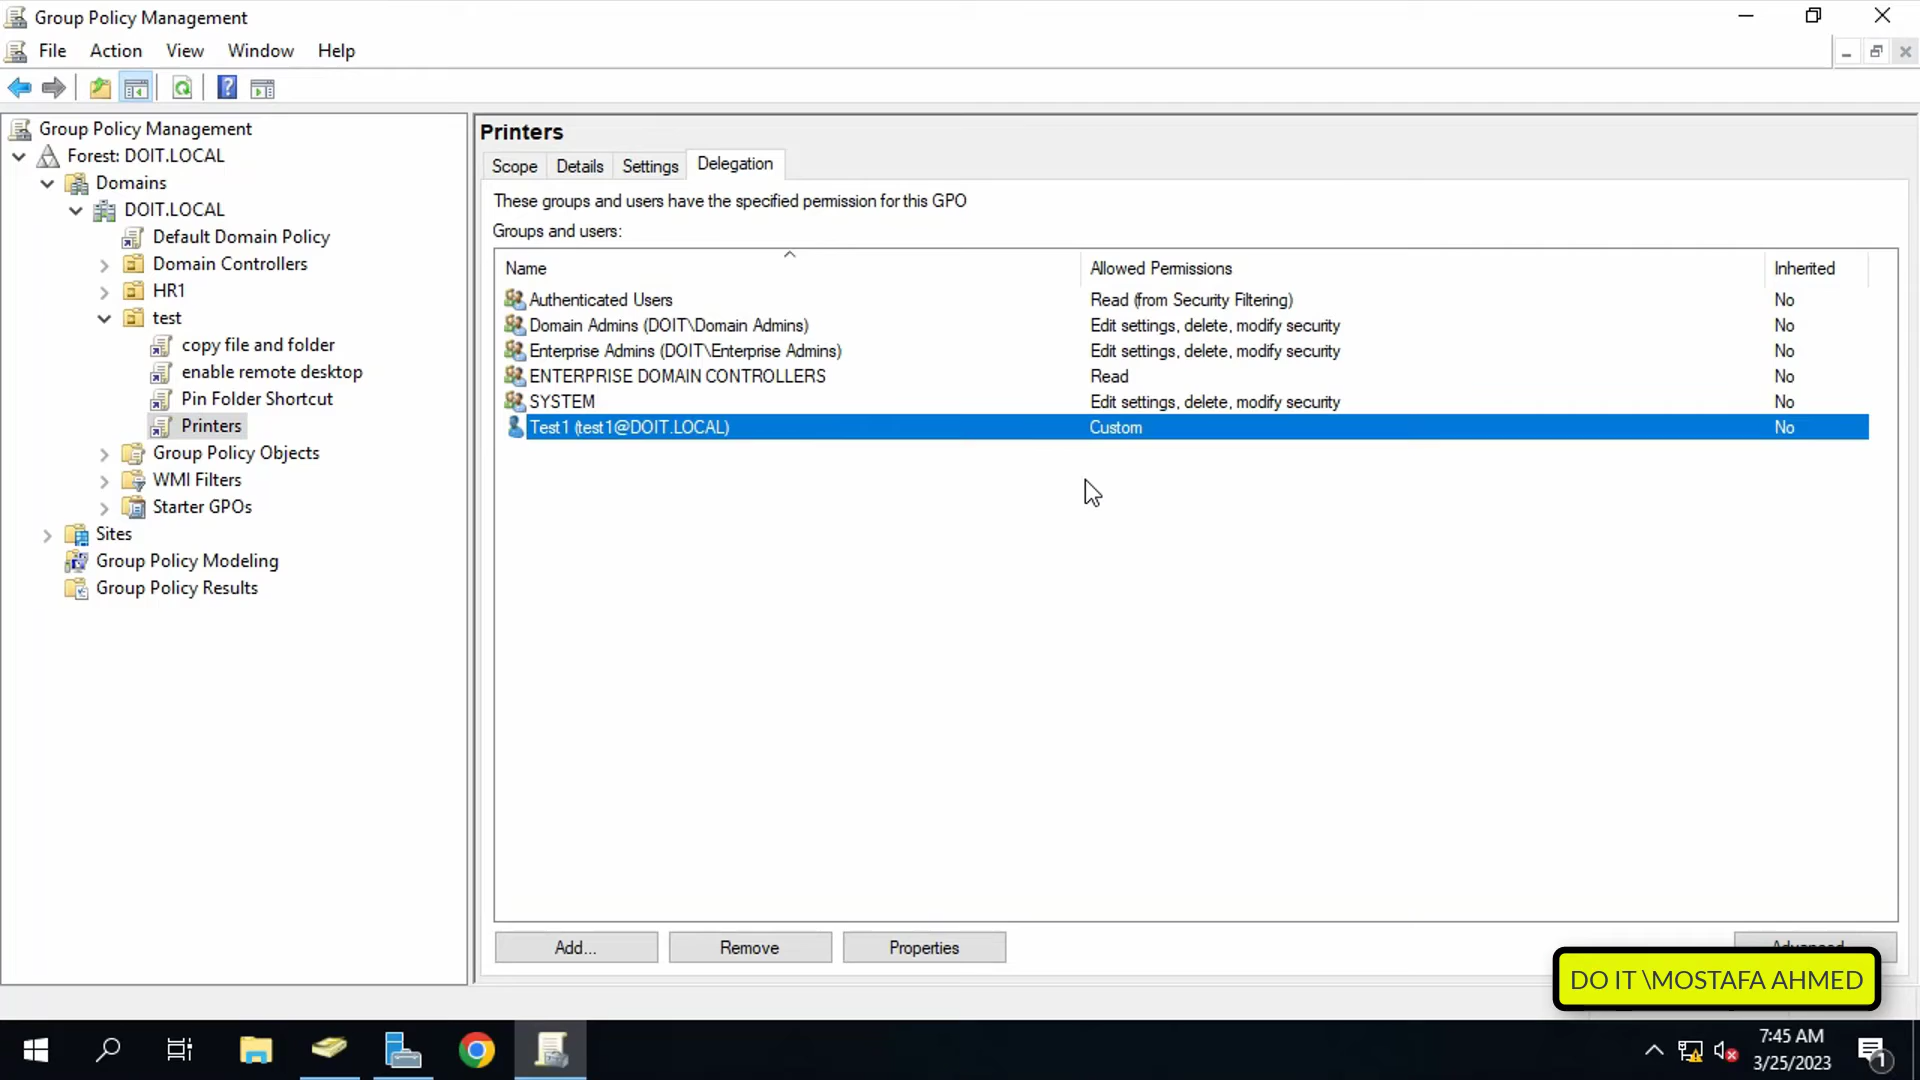 Group Policy Management
File Action View Window Help
Group Policy Management
Forest: DOIT.LOCAL
Domains
DOIT.LOCAL
Default Domain Policy
Domain Controllers
HR1
test
copy file and folder
enable remote desktop
Pin Folder Shortcut
Printers
Group Policy Objects
WMI Filters
Starter GPOs
Sites
Group Policy Modeling
Group Policy Results
Printers
Scope Details Settings Delegation
These groups and users have the specified permission for this GPO
Groups and users:
Name Allowed Permissions Inherited
Authenticated Users Read (from Security Filtering) No
Domain Admins (DOIT\Domain Admins) Edit settings, delete, modify security No
Enterprise Admins (DOIT\Enterprise Admins) Edit settings, delete, modify security No
ENTERPRISE DOMAIN CONTROLLERS Read No
SYSTEM Edit settings, delete, modify security No
Test1 (test1@DOIT.LOCAL) Custom No
Add... Remove Properties Advanced...
DO IT \MOSTAFA AHMED
7:45 AM
3/25/2023
1